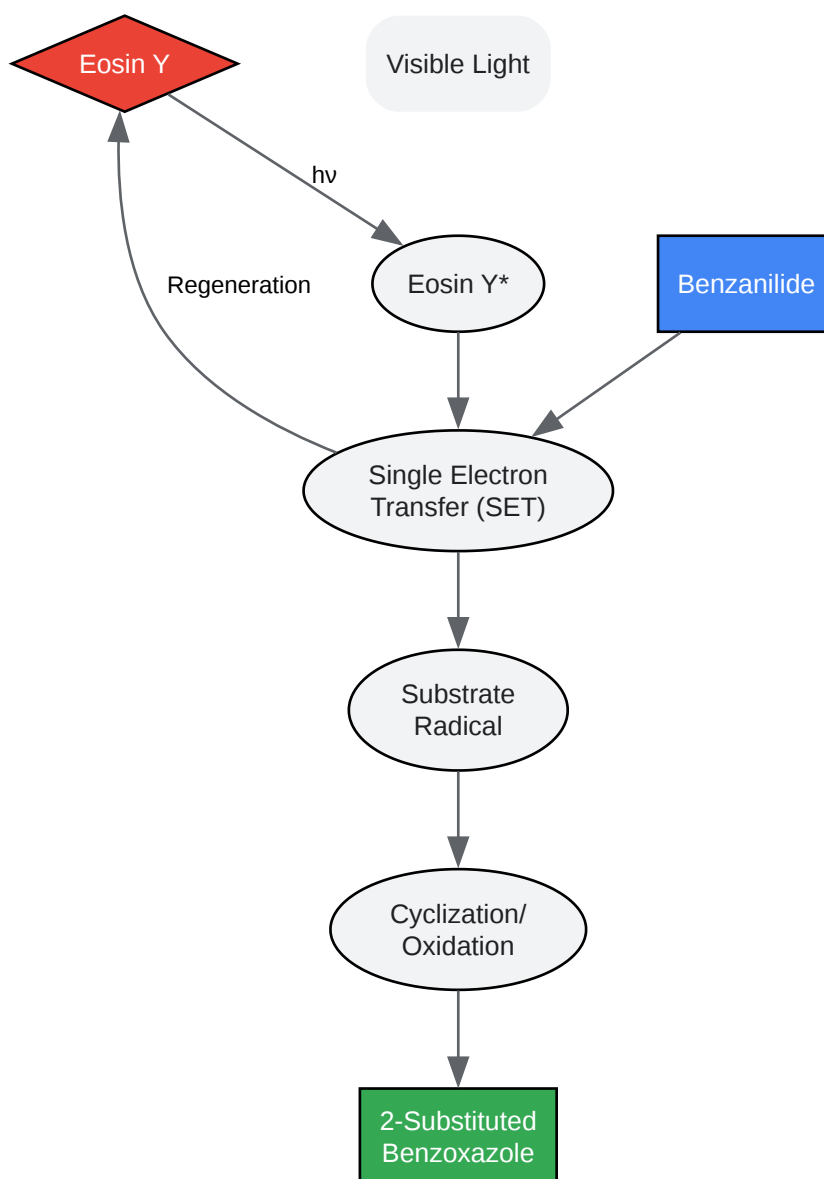 Eosin Y
Visible Light
hν
Regeneration
Eosin Y*
Benzanilide
Single Electron
Transfer (SET)
Substrate
Radical
Cyclization/
Oxidation
2-Substituted
Benzoxazole